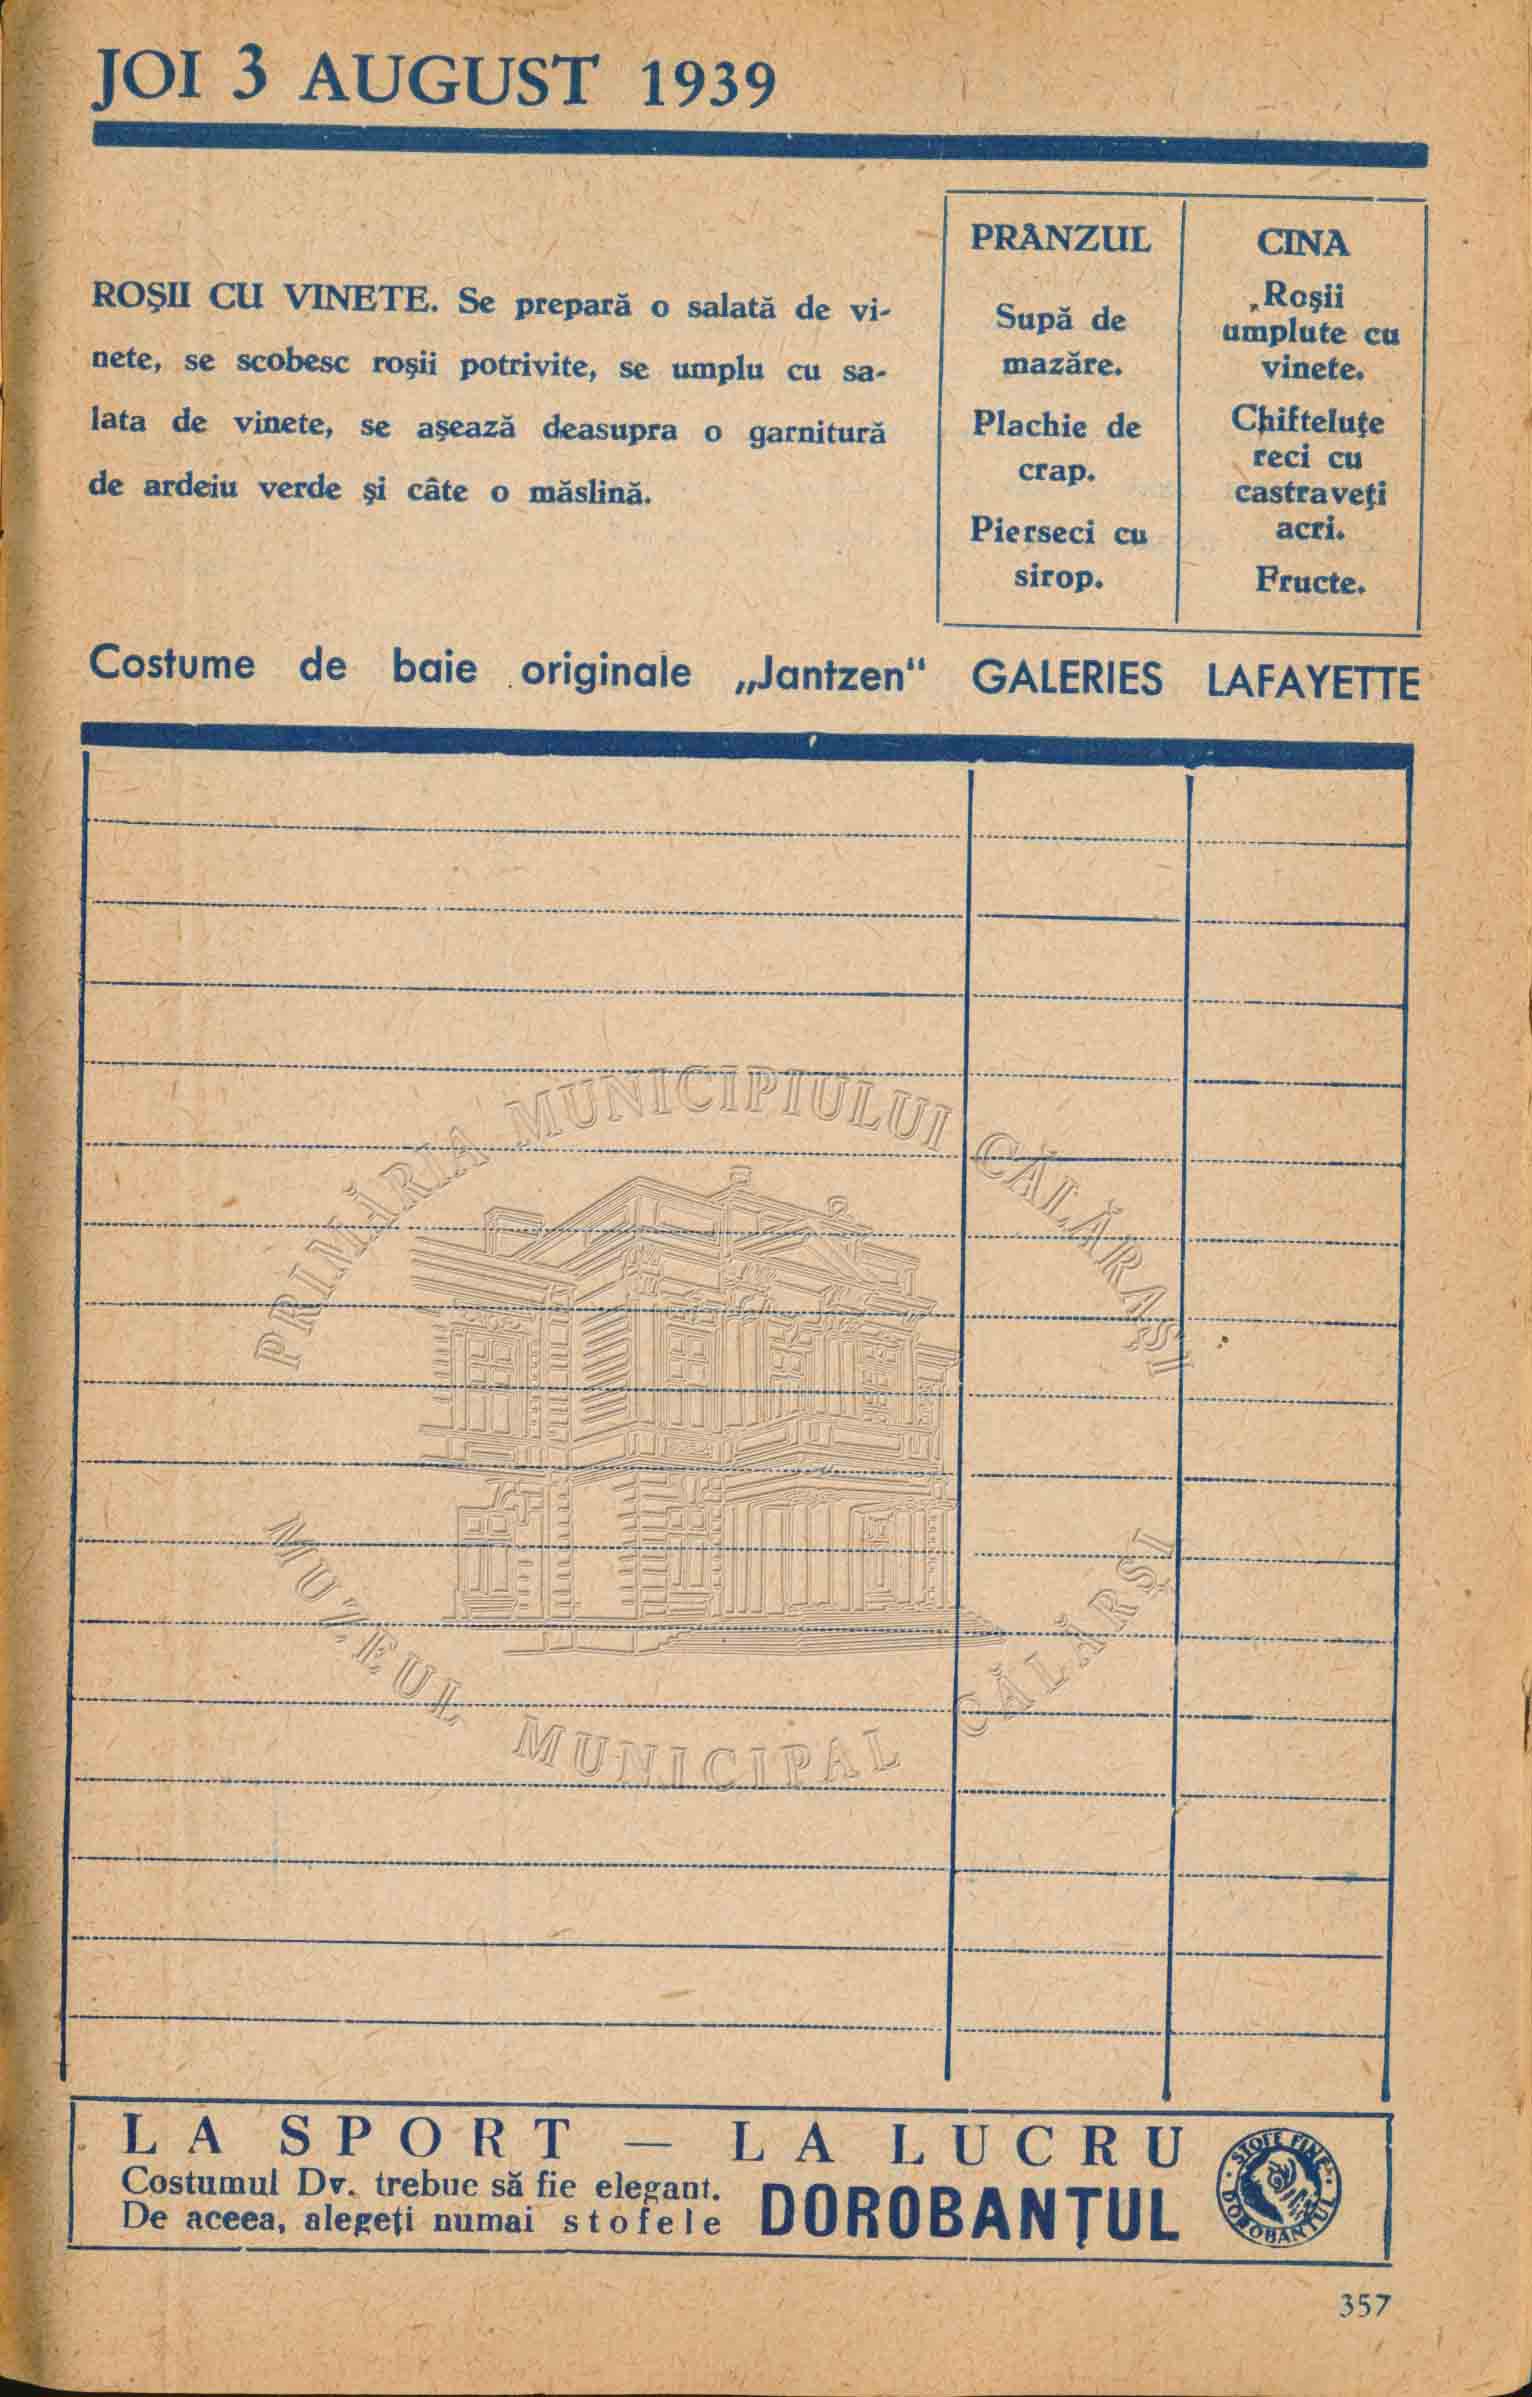 JOI 3 AUGUST 1939
ROŞII CU VINETE. Se prepară o salată de vi-
nete, se scobesc roşii potrivite, se umplu cu sa-
lata de vinete, se aşează deasupra o garnitură
de ardeiu verde şi câte o măslină.
PRANZUL
Supă de
mazăre.
Plachie de
crap.
Pierseci cu
sirop.
CINA
Roşii
umplute cu
vinete.
Chifteluţe
reci cu
castraveţi
acri.
Fructe.
Costume de baie originale „Jantzen“ GALERIES LAFAYETTE
PRIMĂRIA MUNICIPIULUI CĂLĂRAȘI
MUZEUL MUNICIPAL CĂLĂRȘI
LA SPORT — LA LUCRU
Costumul Dv. trebue să fie elegant.
De aceea, alegeţi numai stofele DOROBANŢUL
STOFE FINE
DOROBANŢUL
357